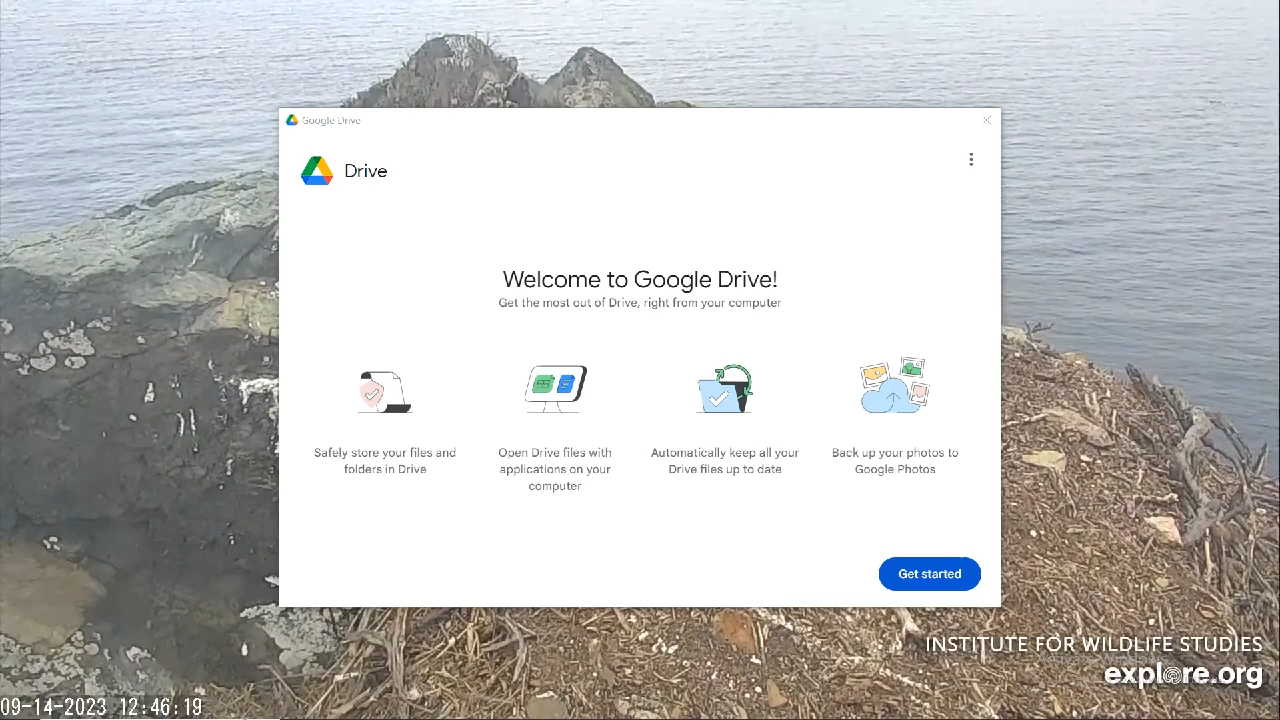 Google Drive
Drive
Welcome to Google Drive!
Get the most out of Drive, right from your computer
Safely store your files and
folders in Drive
Open Drive files with
applications on your
computer
Automatically keep all your
Drive files up to date
Back up your photos to
Google Photos
Get started
INSTITUTE FOR WILDLIFE STUDIES
explore.org
09-14-2023 12:46:19